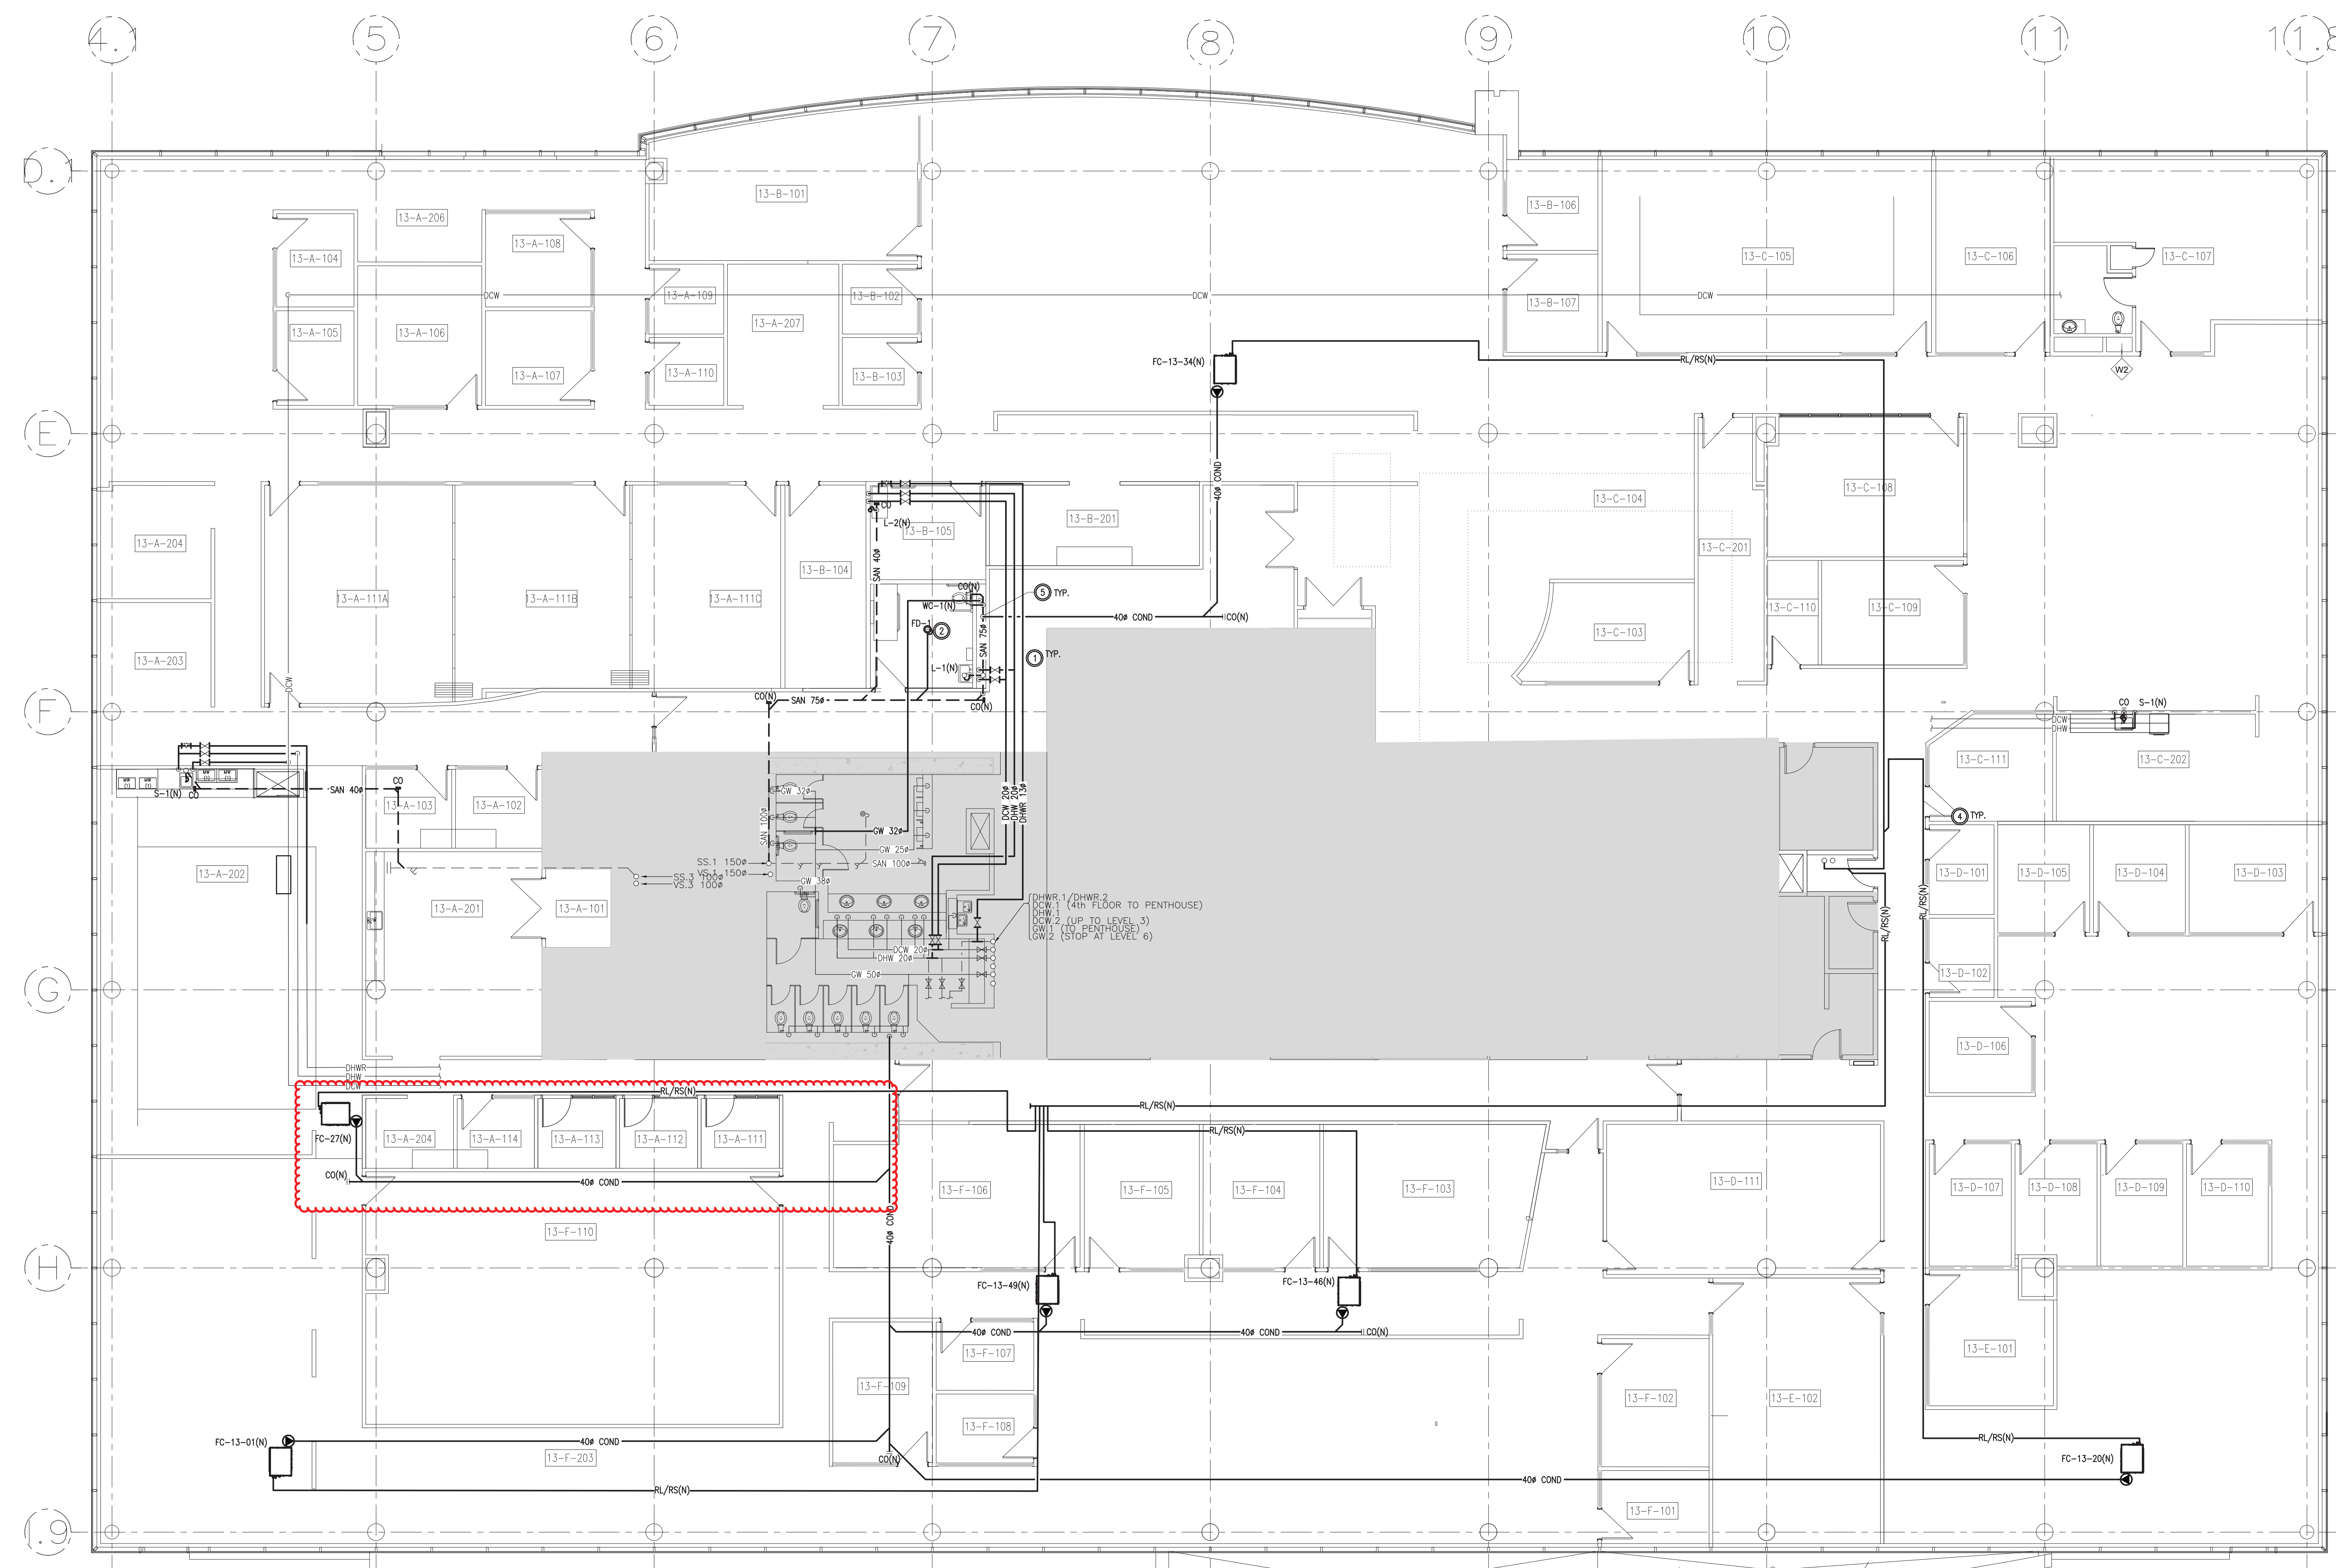 4.1
5
6
7
8
9
10
11
11.8
D.1
E
F
G
H
I.9
13-B-101
13-A-206
13-A-108
13-A-104
13-A-109
13-B-102
13-A-105
13-A-106
13-A-207
13-A-107
13-A-110
13-B-103
DCW
DCW
DCW
13-B-106
13-B-107
13-C-105
13-C-106
13-C-107
W2
FC-13-34(N)
RL/RS(N)
40ø COND
13-A-204
13-A-203
13-A-111A
13-A-111B
13-A-111C
13-B-104
CO
L-2(N)
13-B-105
SAN 40ø
13-B-201
CO(N)
WC-1(N)
5 TYP.
FD-1
2
SAN 75ø
40ø COND
CO(N)
L-1(N)
1 TYP.
CO(N)
SAN 75ø
CO(N)
13-C-104
13-C-201
13-C-108
13-C-110
13-C-109
13-C-103
DCW
CO
S-1(N)
DCW
DHW
13-C-111
13-C-202
4 TYP.
MW
(1)
MW
(1)
MW
(1)
MW
(1)
S-1(N)
CO
SAN 40ø
CO
13-A-103
13-A-102
13-A-202
13-A-201
13-A-101
GW 32ø
SAN 100ø
GW 32ø
GW 25ø
SAN 100ø
GW 38ø
SS.1 150ø
VS.1 150ø
SS.3 100ø
VS.3 100ø
DCW 20ø
DHW 20ø
DHWR 13ø
DHWR.1/DHWR.2
DCW.1 (4th FLOOR TO PENTHOUSE)
DHW.1
DCW.2 (UP TO LEVEL 3)
GW.1 (TO PENTHOUSE)
GW.2 (STOP AT LEVEL 6)
DCW 20ø
DHW 20ø
GW 50ø
RL/RS(N)
RL/RS(N)
13-D-101
13-D-105
13-D-104
13-D-103
13-D-102
13-D-106
DHWR
DHW
DCW
RL/RS(N)
FC-27(N)
13-A-204
13-A-114
13-A-113
13-A-112
13-A-111
CO(N)
40ø COND
RL/RS(N)
RL/RS(N)
13-F-106
13-F-105
13-F-104
13-F-103
13-D-111
13-D-107
13-D-108
13-D-109
13-D-110
13-F-110
40ø COND
FC-13-49(N)
FC-13-46(N)
40ø COND
40ø COND
CO(N)
13-F-107
13-F-109
13-F-108
13-F-102
13-E-102
13-E-101
FC-13-01(N)
40ø COND
13-F-203
CO(N)
RL/RS(N)
40ø COND
RL/RS(N)
FC-13-20(N)
13-F-101